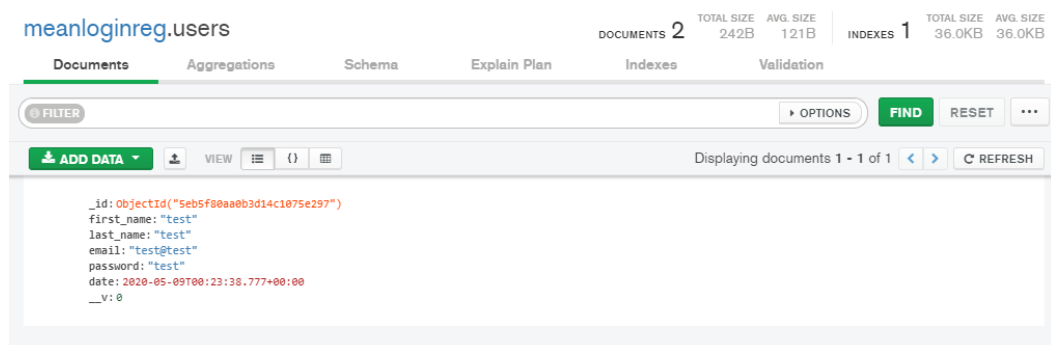 meanloginreg.users
DOCUMENTS 2 TOTAL SIZE 242B AVG. SIZE 121B INDEXES 1 TOTAL SIZE 36.0KB AVG. SIZE 36.0KB
Documents Aggregations Schema Explain Plan Indexes Validation
FILTER OPTIONS FIND RESET ...
ADD DATA VIEW {} Displaying documents 1 - 1 of 1 < > REFRESH
_id: ObjectId("5eb5f80aa0b3d14c1075e297")
first_name: "test"
last_name: "test"
email: "test@test"
password: "test"
date: 2020-05-09T00:23:38.777+00:00
__v: 0